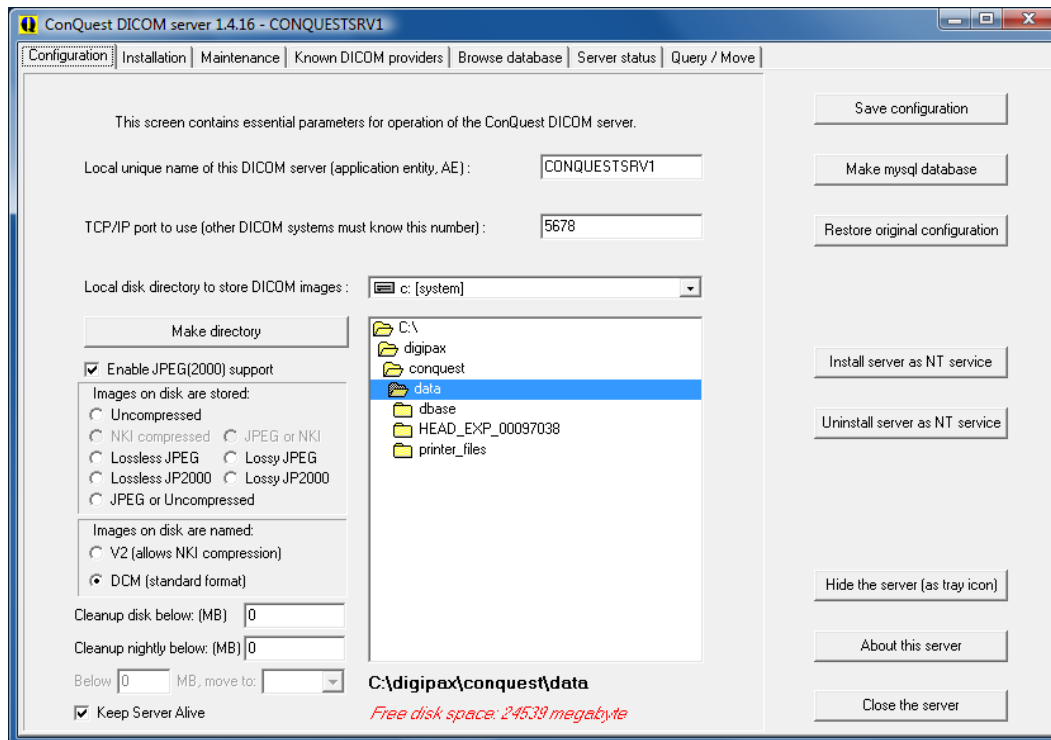 ConQuest DICOM server 1.4.16 - CONQUESTSRV1
Configuration Installation Maintenance Known DICOM providers Browse database Server status Query / Move
This screen contains essential parameters for operation of the ConQuest DICOM server.
Save configuration
Local unique name of this DICOM server (application entity, AE) : CONQUESTSRV1
Make mysql database
TCP/IP port to use (other DICOM systems must know this number) : 5678
Restore original configuration
Local disk directory to store DICOM images : c: [system]
Make directory
C:\
digipax
conquest
data
dbase
HEAD_EXP_00097038
printer_files
Enable JPEG(2000) support
Images on disk are stored:
Uncompressed
NKI compressed JPEG or NKI
Lossless JPEG Lossy JPEG
Lossless JP2000 Lossy JP2000
JPEG or Uncompressed
Images on disk are named:
V2 (allows NKI compression)
DCM (standard format)
Cleanup disk below: (MB) 0
Cleanup nightly below: (MB) 0
Below 0 MB, move to:
Keep Server Alive
C:\digipax\conquest\data
Free disk space: 24539 megabyte
Install server as NT service
Uninstall server as NT service
Hide the server (as tray icon)
About this server
Close the server